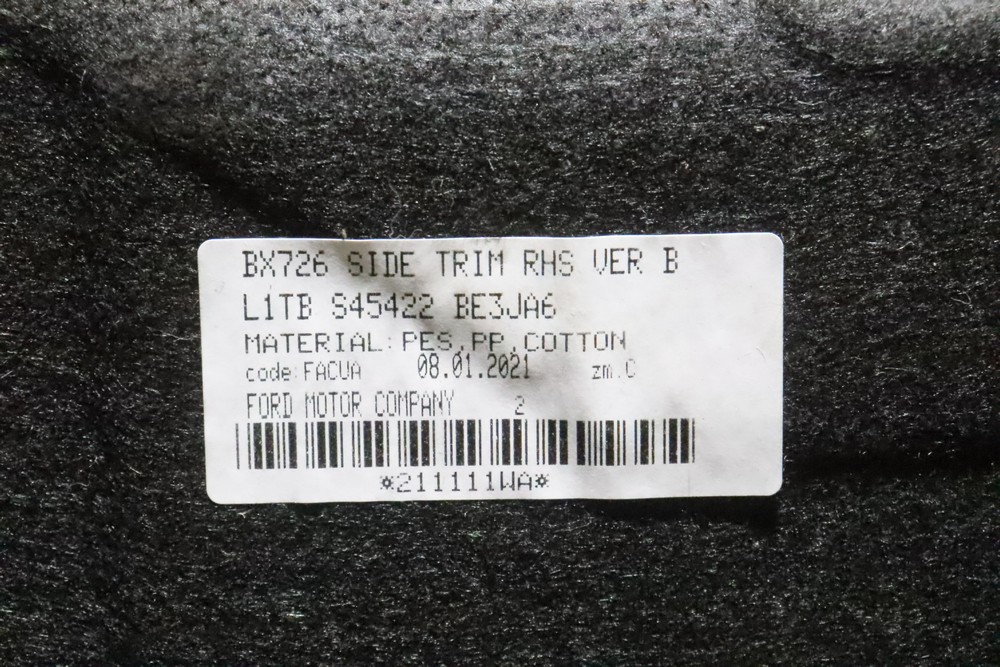 BX726 SIDE TRIM RHS VER B
L1TB S45422 BE3JA6
MATERIAL:PES,PP,COTTON
code:FACUA 08.01.2021 zm.C
FORD MOTOR COMPANY 2
*211111WA*